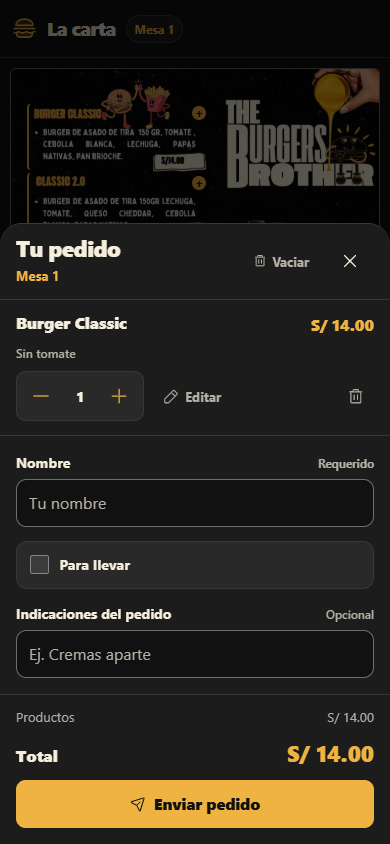 La carta
Mesa 1
BURGER CLASSIC
BURGER DE ASADO DE TIRA 150 GR, TOMATE,
CEBOLLA BLANCA, LECHUGA, PAPAS
NATIVAS, PAN BRIOCHE.
S/14.00
CLASSIC 2.0
BURGER DE ASADO DE TIRA 150GR LECHUGA,
TOMATE, QUESO CHEDDAR, CEBOLLA
THE
BURGERS
BROTHER
Tu pedido
Mesa 1
Vaciar
Burger Classic
S/ 14.00
Sin tomate
1
Editar
Nombre
Requerido
Tu nombre
Para llevar
Indicaciones del pedido
Opcional
Ej. Cremas aparte
Productos
S/ 14.00
Total
S/ 14.00
Enviar pedido